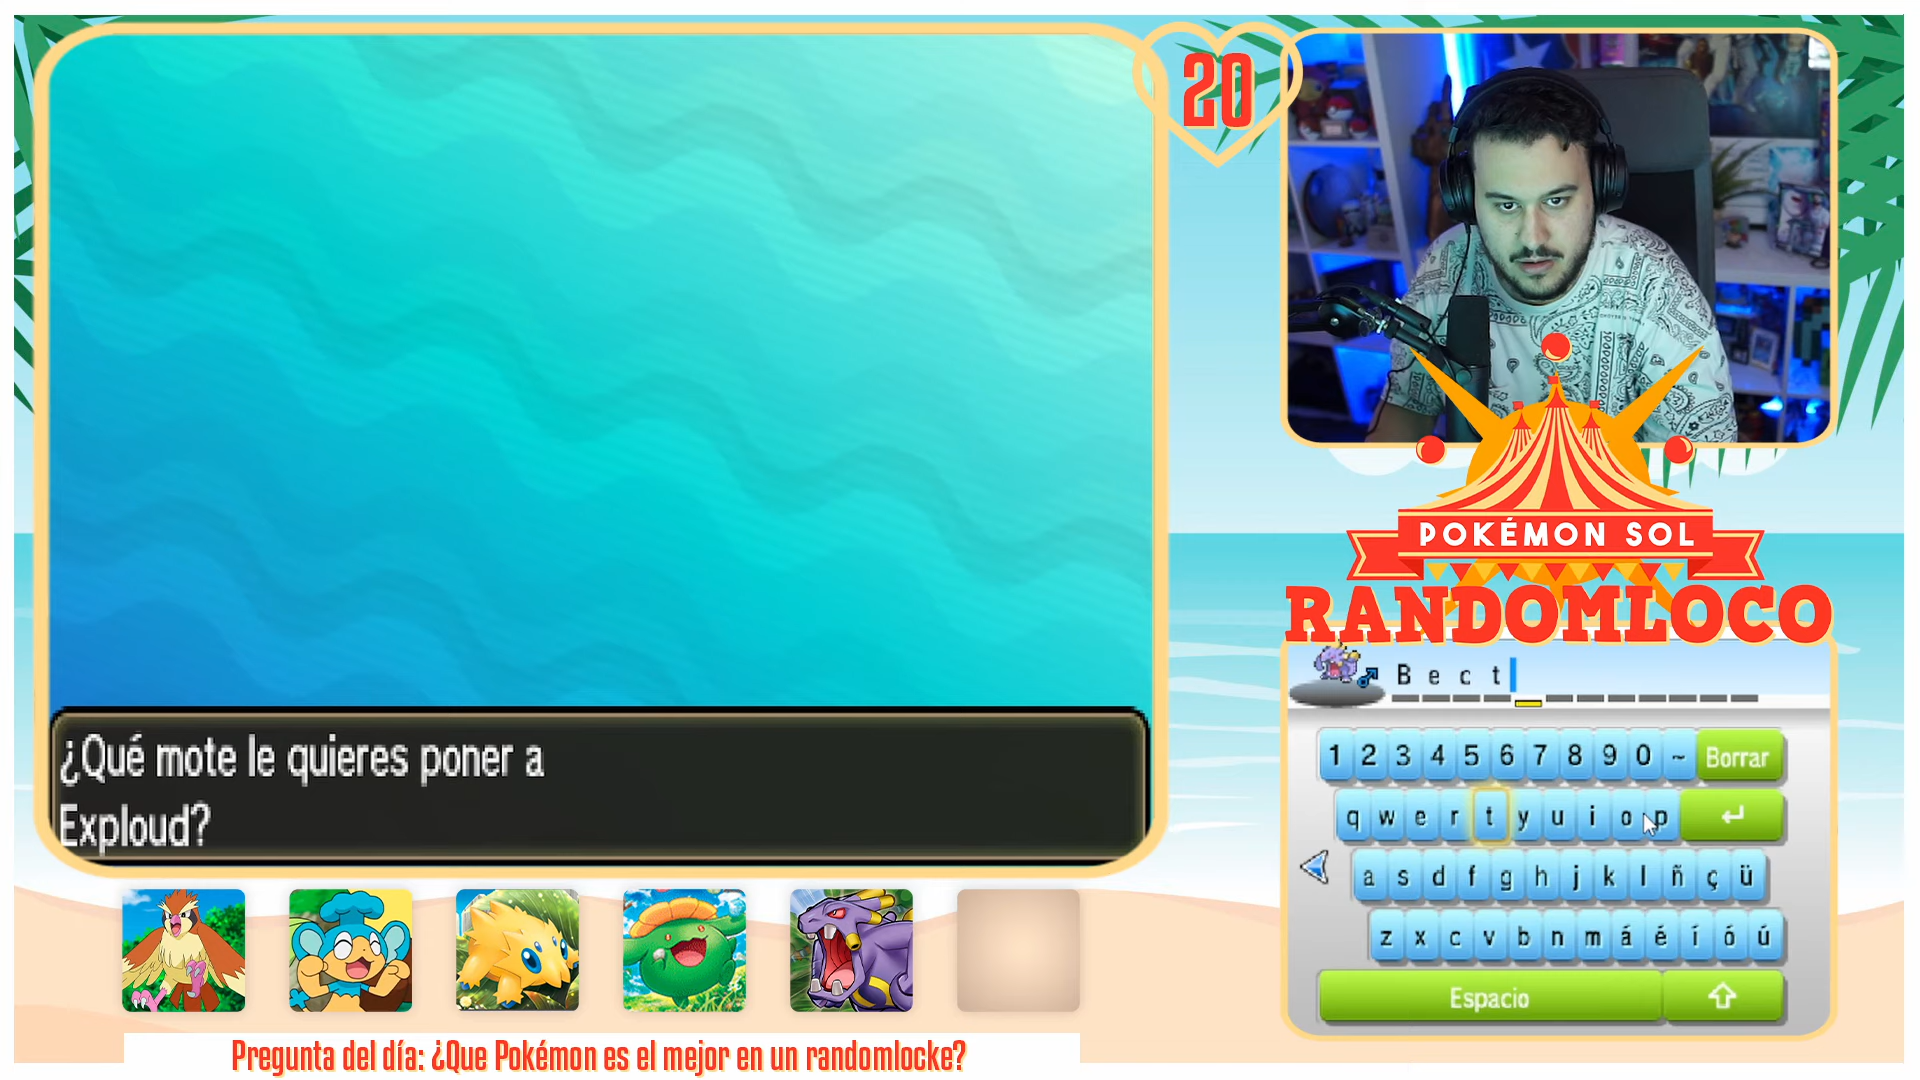 20
POKÉMON SOL
RANDOMLOCO
Bect
1 2 3 4 5 6 7 8 9 0 ~ Borrar
q w e r t y u i o p ↵
a s d f g h j k l ñ ç ü
z x c v b n m á é í ó ú
Espacio
¿Qué mote le quieres poner a
Exploud?
Pregunta del día: ¿Que Pokémon es el mejor en un randomlocke?